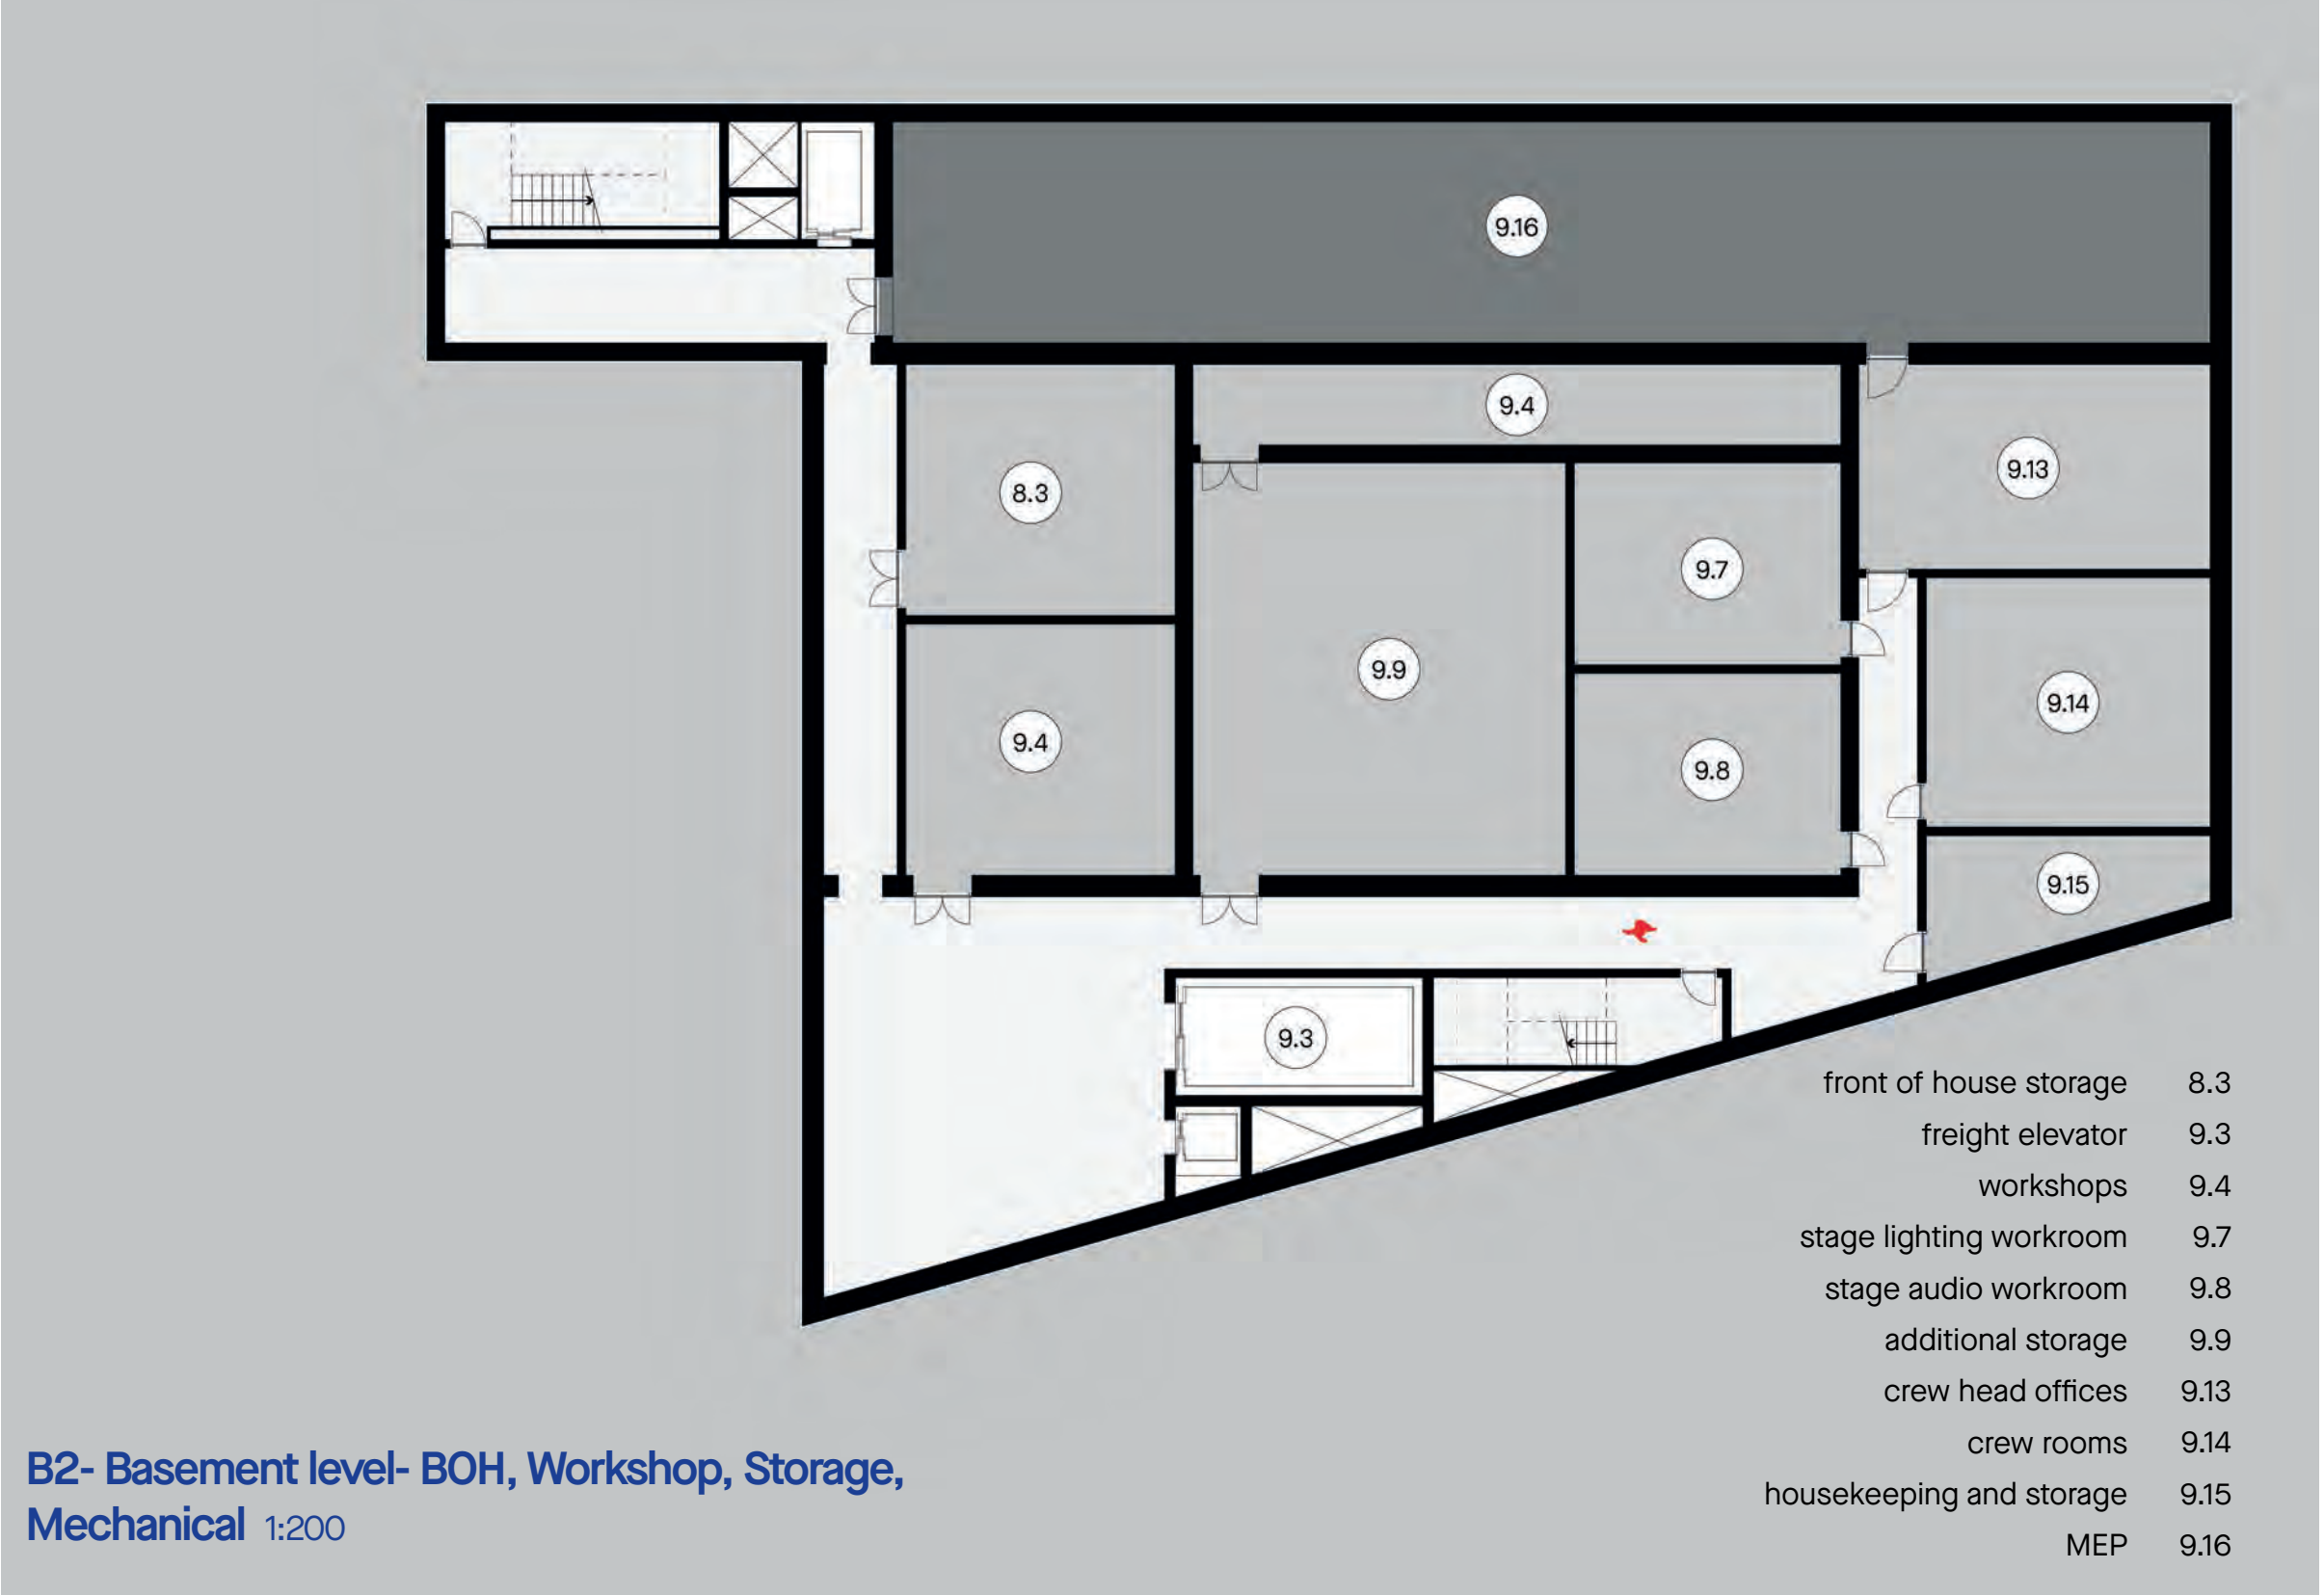 9.16
9.4
9.13
8.3
9.7
9.9
9.14
9.4
9.8
9.15
9.3
front of house storage 8.3
freight elevator 9.3
workshops 9.4
stage lighting workroom 9.7
stage audio workroom 9.8
additional storage 9.9
crew head offices 9.13
crew rooms 9.14
housekeeping and storage 9.15
MEP 9.16
B2- Basement level- BOH, Workshop, Storage,
Mechanical 1:200